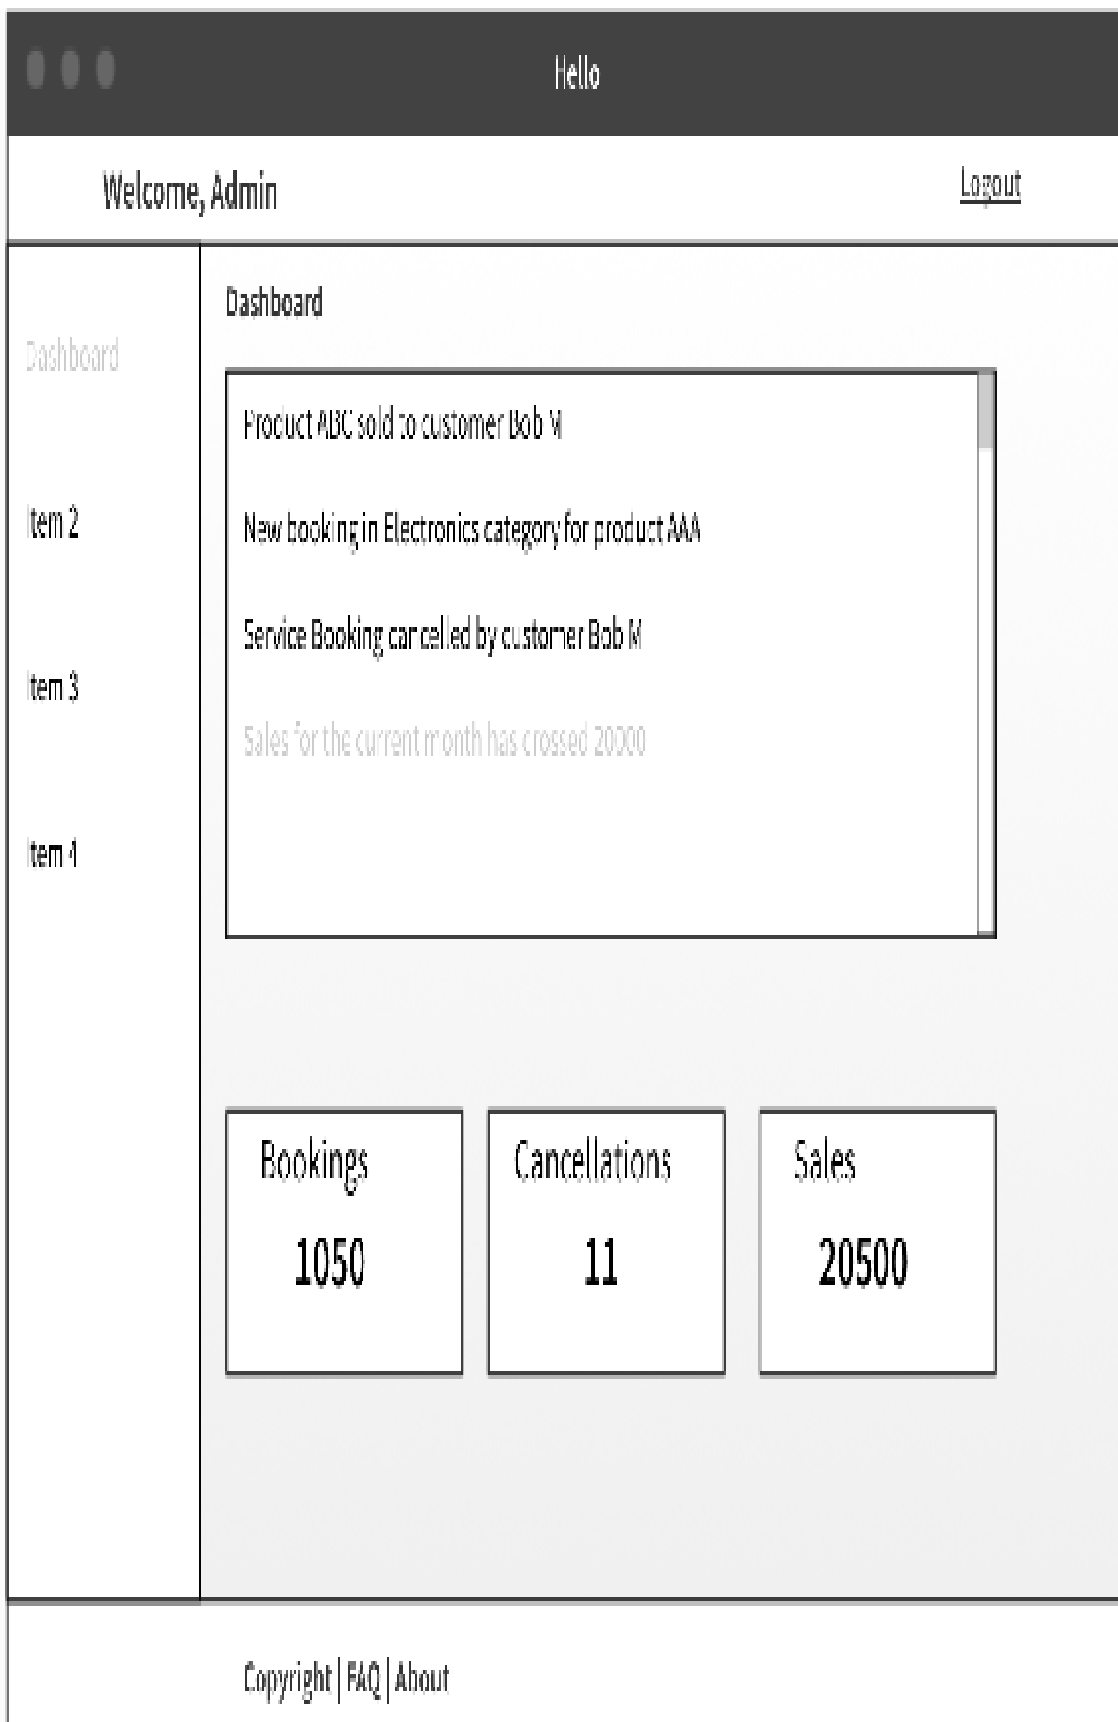 Hello
Welcome, Admin
Logout
Dashboard
Dashboard
Item 2
Item 3
Item 4
Product ABC sold to customer Bob M
New booking in Electronics category for product AAA
Service Booking cancelled by customer Bob M
Sales for the current month has crossed 20000
Bookings
1050
Cancellations
11
Sales
20500
Copyright | FAQ | About